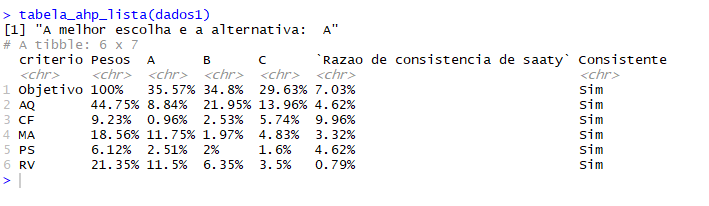 > tabela_ahp_lista(dados1)
[1] "A melhor escolha e a alternativa:  A"
# A tibble: 6 x 7
  criterio Pesos  A      B      C      `Razao de consistencia de saaty` Consistente
  <chr>    <chr>  <chr>  <chr>  <chr>  <chr>                            <chr>
1 Objetivo 100%   35.57% 34.8%  29.63% 7.03%                            Sim
2 AQ       44.75% 8.84%  21.95% 13.96% 4.62%                            Sim
3 CF       9.23%  0.96%  2.53%  5.74%  9.96%                            Sim
4 MA       18.56% 11.75% 1.97%  4.83%  3.32%                            Sim
5 PS       6.12%  2.51%  2%     1.6%   4.62%                            Sim
6 RV       21.35% 11.5%  6.35%  3.5%   0.79%                            Sim
>